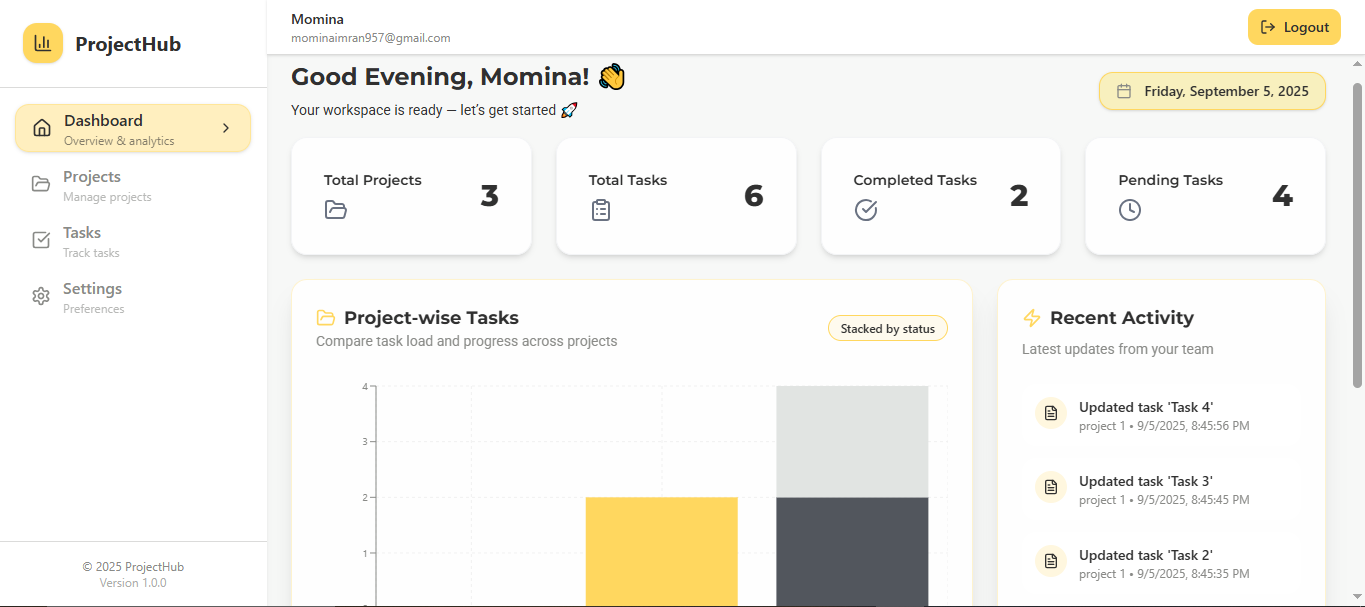 ProjectHub
Dashboard
Overview & analytics
Projects
Manage projects
Tasks
Track tasks
Settings
Preferences
© 2025 ProjectHub
Version 1.0.0
Momina
mominaimran957@gmail.com
Logout
Good Evening, Momina! 👋
Your workspace is ready — let's get started 🚀
Friday, September 5, 2025
Total Projects
3
Total Tasks
6
Completed Tasks
2
Pending Tasks
4
Project-wise Tasks
Compare task load and progress across projects
Stacked by status
4
3
2
1
Recent Activity
Latest updates from your team
Updated task 'Task 4'
project 1 • 9/5/2025, 8:45:56 PM
Updated task 'Task 3'
project 1 • 9/5/2025, 8:45:45 PM
Updated task 'Task 2'
project 1 • 9/5/2025, 8:45:35 PM